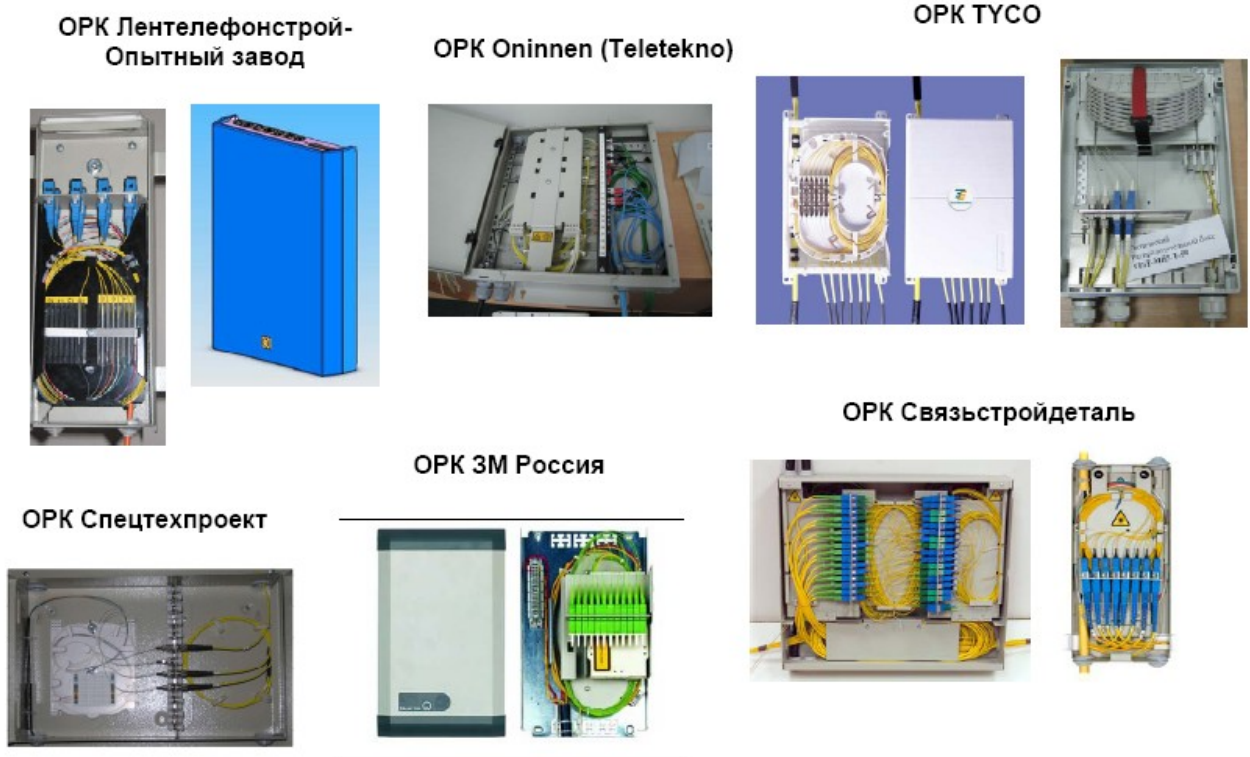 ОРК Лентелефонстрой-
Опытный завод
ОРК Oninnen (Teletekno)
ОРК TYCO
ОРК Связьстройдеталь
ОРК 3М Россия
ОРК Спецтехпроект